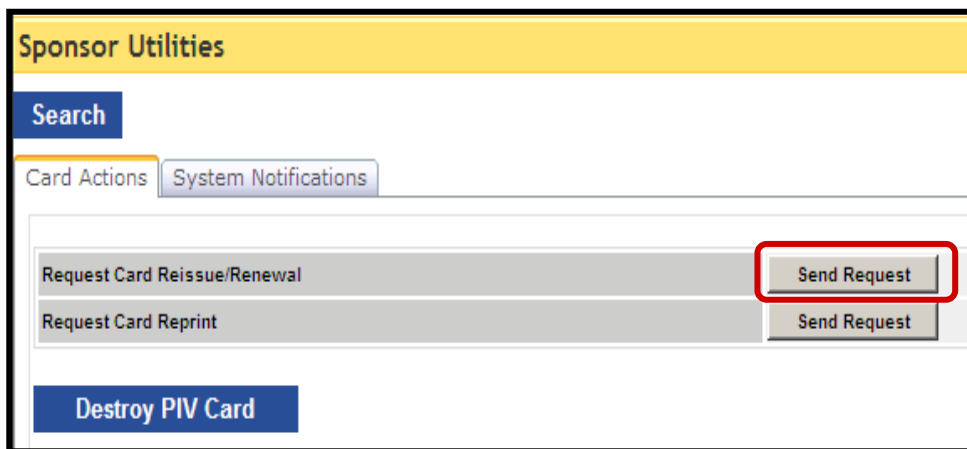 Sponsor Utilities
Search
Card Actions System Notifications
Request Card Reissue/Renewal Send Request
Request Card Reprint Send Request
Destroy PIV Card